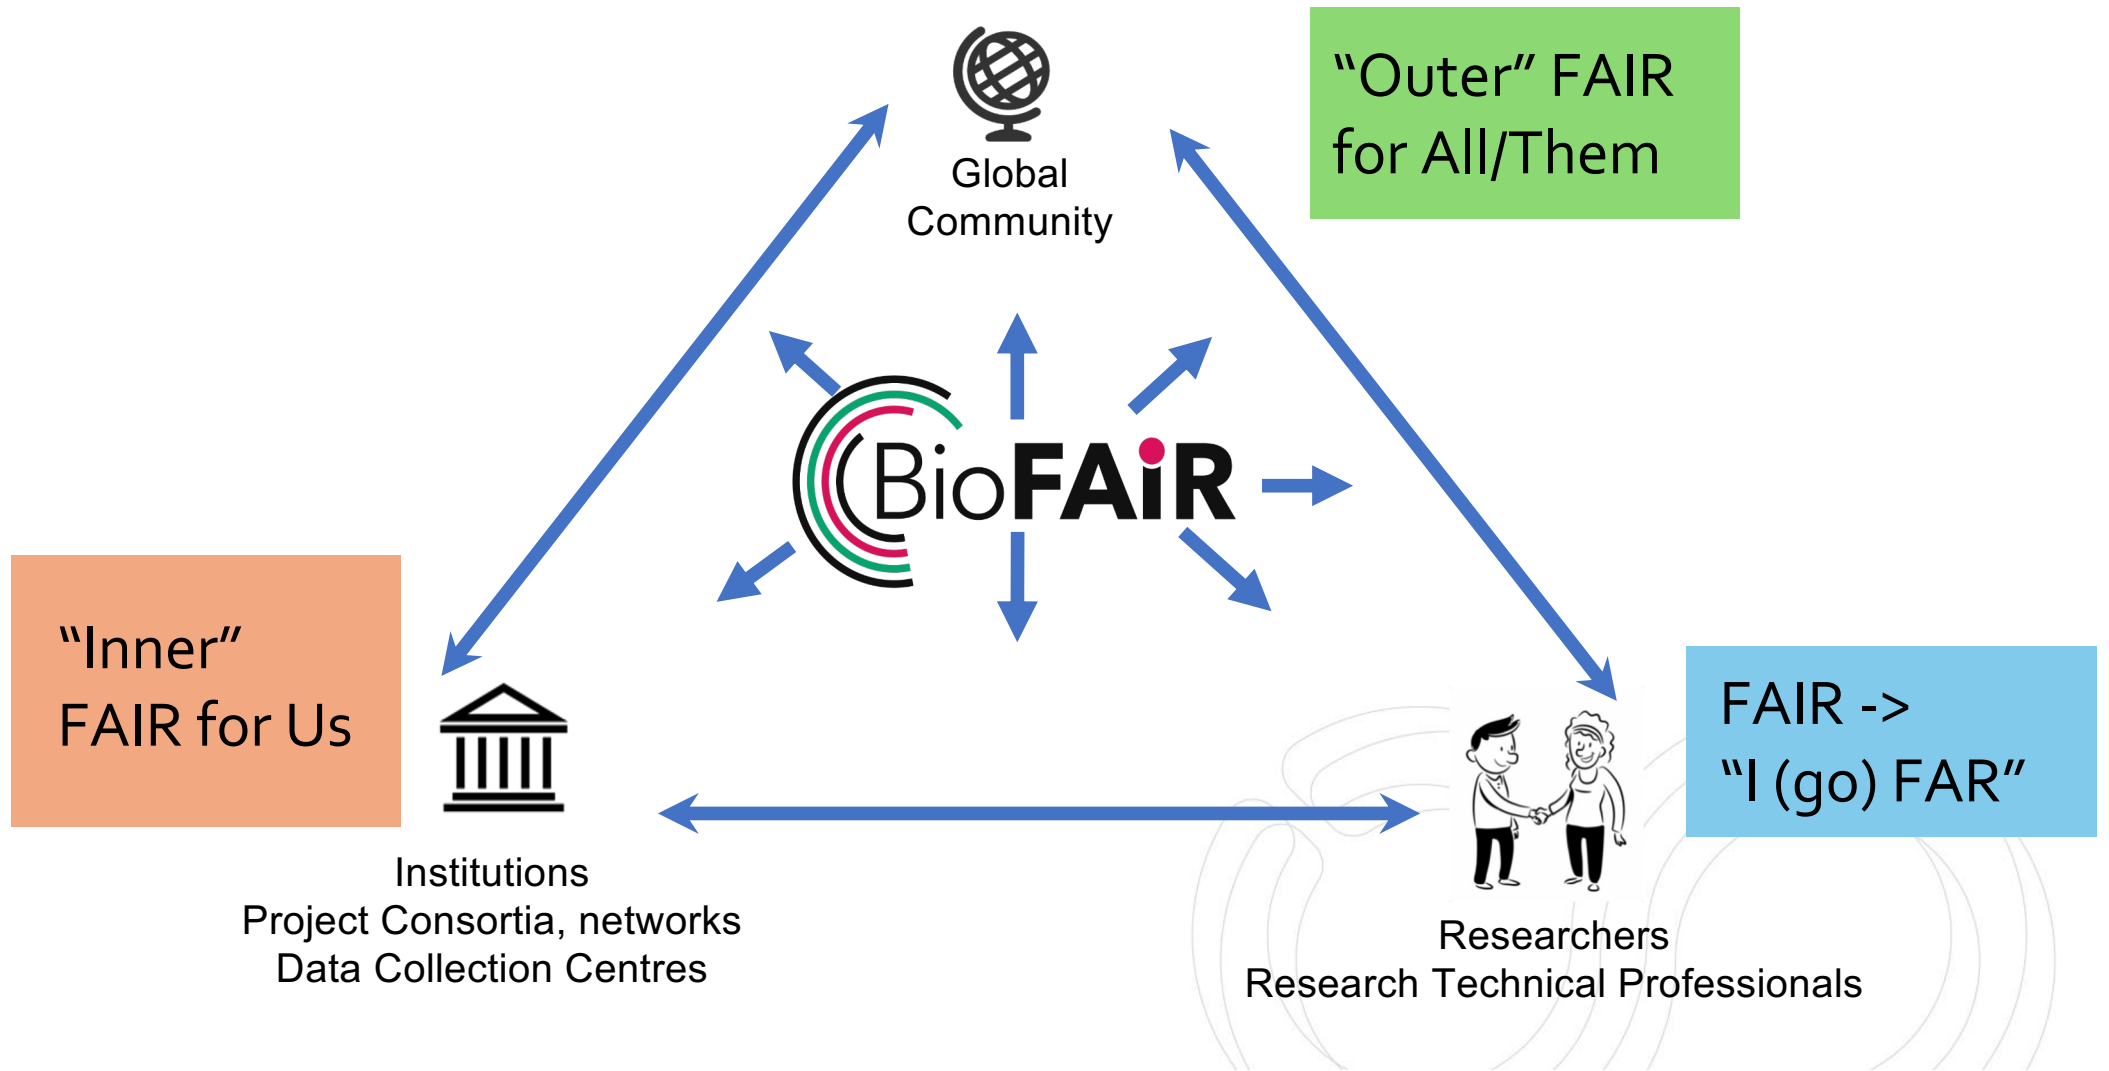 Global
Community
“Outer” FAIR
for All/Them
BioFAiR
“Inner”
FAIR for Us
Institutions
Project Consortia, networks
Data Collection Centres
FAIR ->
“I (go) FAR”
Researchers
Research Technical Professionals